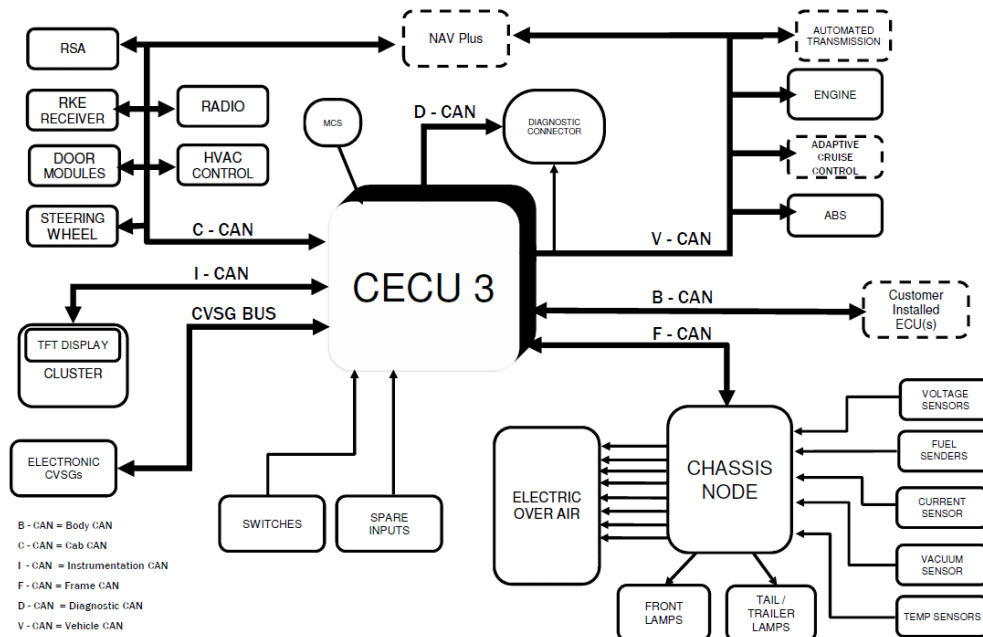 RSA
NAV Plus
AUTOMATED
TRANSMISSION
RKE
RECEIVER
RADIO
MCS
D - CAN
DIAGNOSTIC
CONNECTOR
ENGINE
DOOR
MODULES
HVAC
CONTROL
ADAPTIVE
CRUISE
CONTROL
STEERING
WHEEL
C - CAN
V - CAN
ABS
I - CAN
CECU 3
B - CAN
Customer
Installed
ECU(s)
CVSG BUS
F - CAN
TFT DISPLAY
CLUSTER
VOLTAGE
SENSORS
FUEL
SENDERS
ELECTRONIC
CVSGs
CHASSIS
NODE
ELECTRIC
OVER AIR
CURRENT
SENSOR
SWITCHES
SPARE
INPUTS
VACUUM
SENSOR
FRONT
LAMPS
TAIL /
TRAILER
LAMPS
TEMP SENSORS
B - CAN = Body CAN
C - CAN = Cab CAN
I - CAN = Instrumentation CAN
F - CAN = Frame CAN
D - CAN = Diagnostic CAN
V - CAN = Vehicle CAN